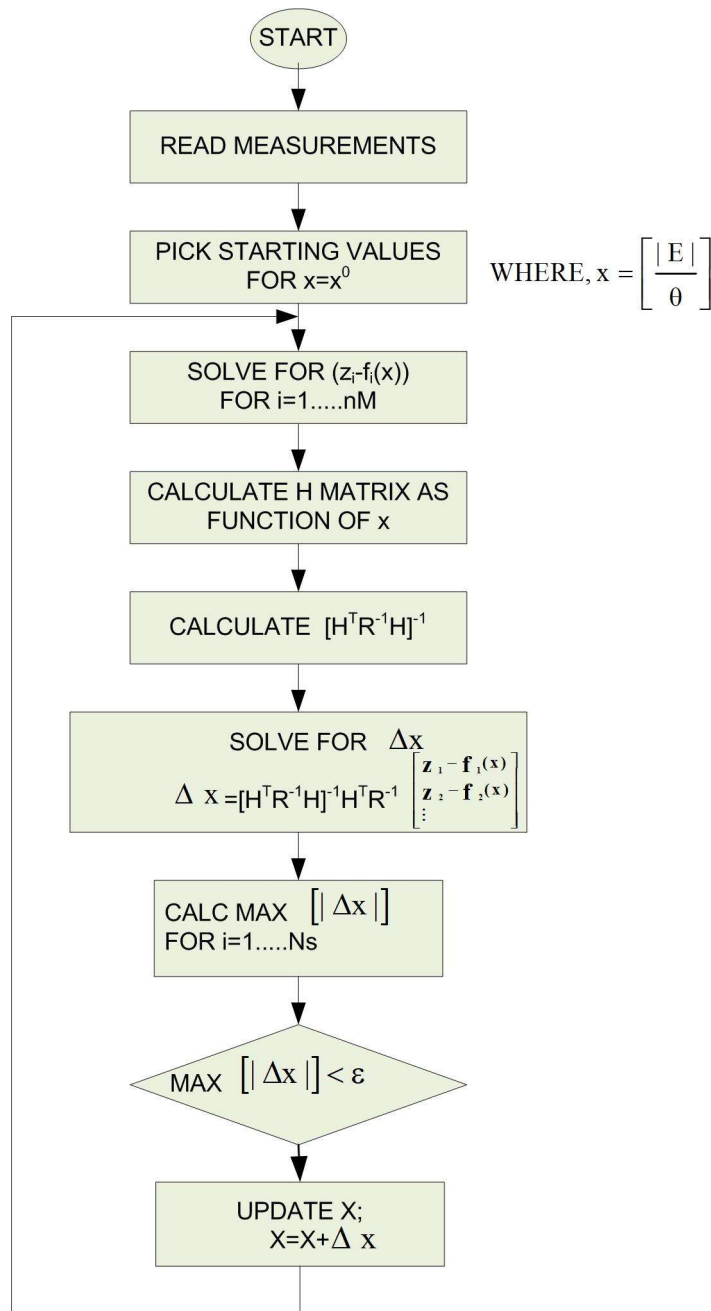 START
READ MEASUREMENTS
PICK STARTING VALUES
FOR x=x⁰
WHERE, x = [|E| / θ]
SOLVE FOR (zᵢ-fᵢ(x))
FOR i=1.....nM
CALCULATE H MATRIX AS
FUNCTION OF x
CALCULATE [HᵀR⁻¹H]⁻¹
SOLVE FOR Δx
Δ x =[HᵀR⁻¹H]⁻¹HᵀR⁻¹ [z₁ − f₁(x)
z₂ − f₂(x)
⋮]
CALC MAX [| Δx |]
FOR i=1.....Ns
MAX [| Δx |] < ε
UPDATE X;
X=X+Δ x